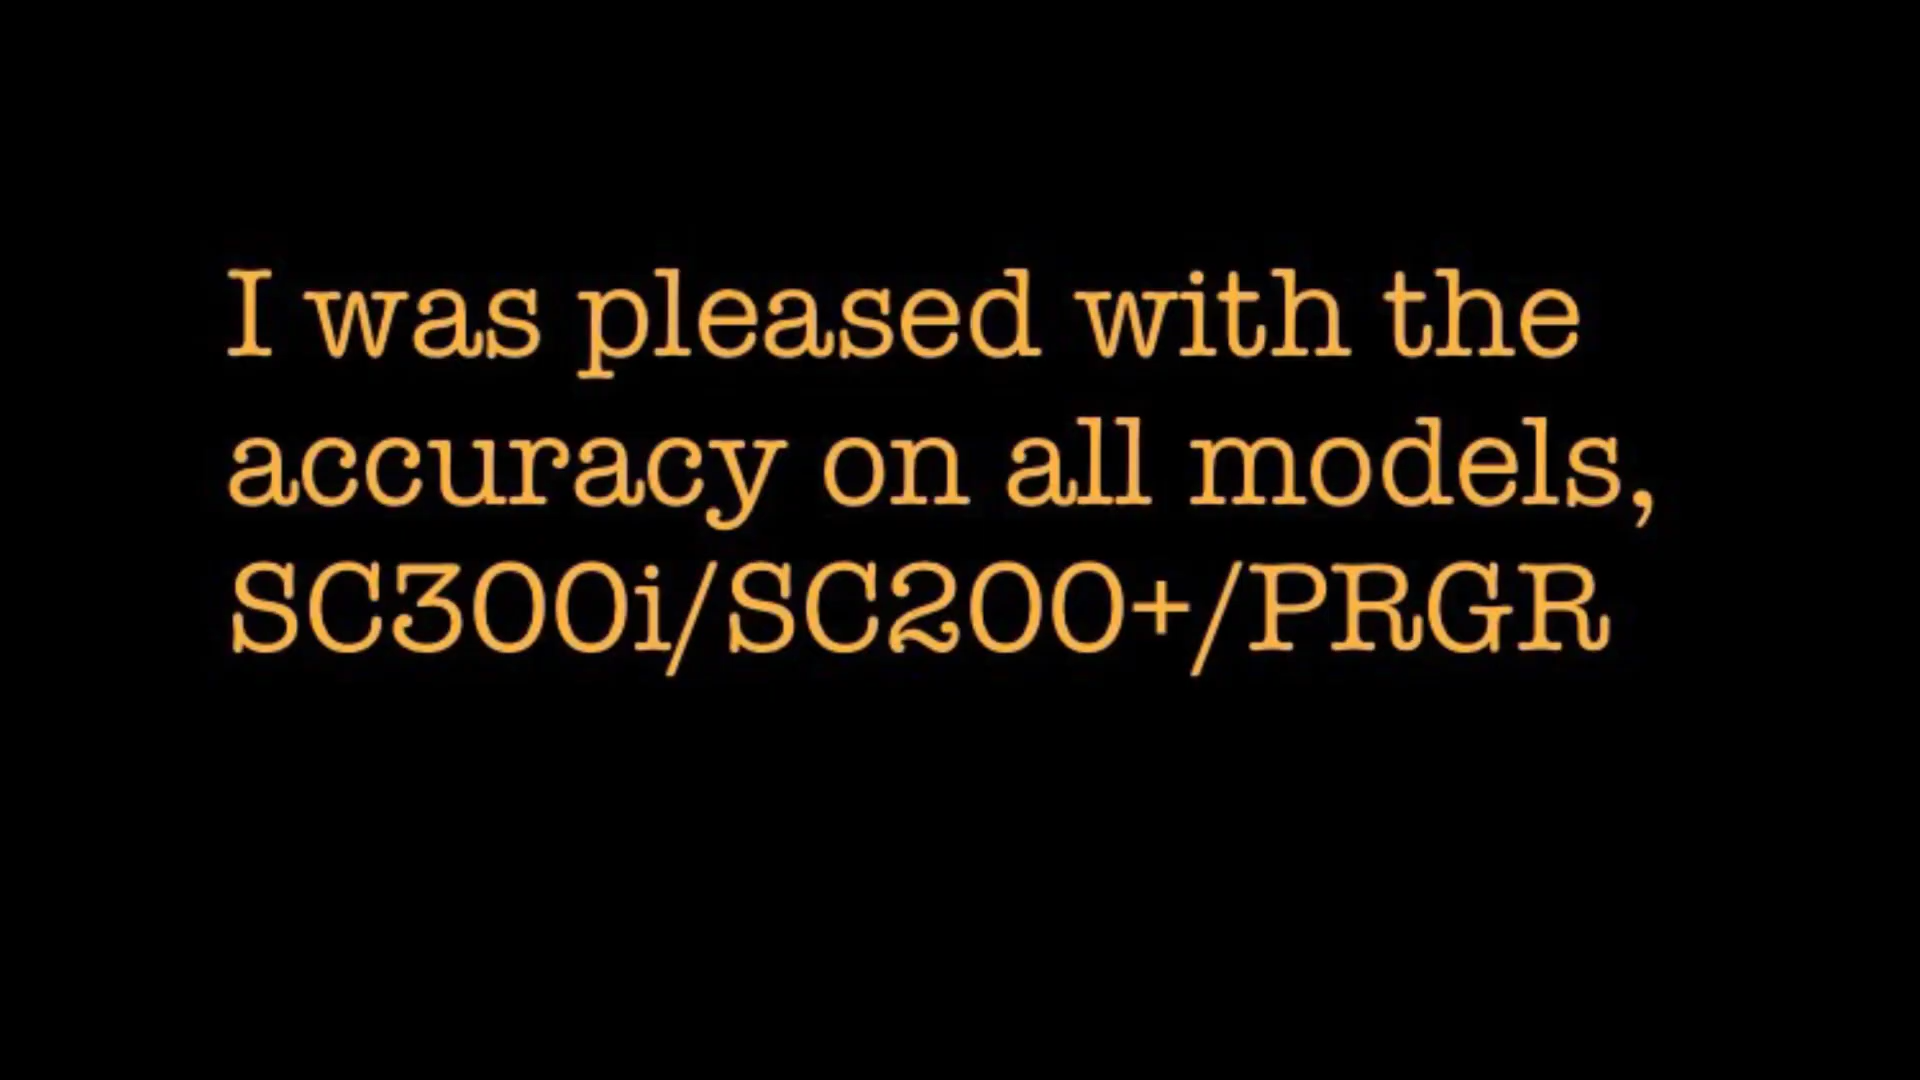 I was pleased with the
accuracy on all models,
SC300i/SC200+/PRGR